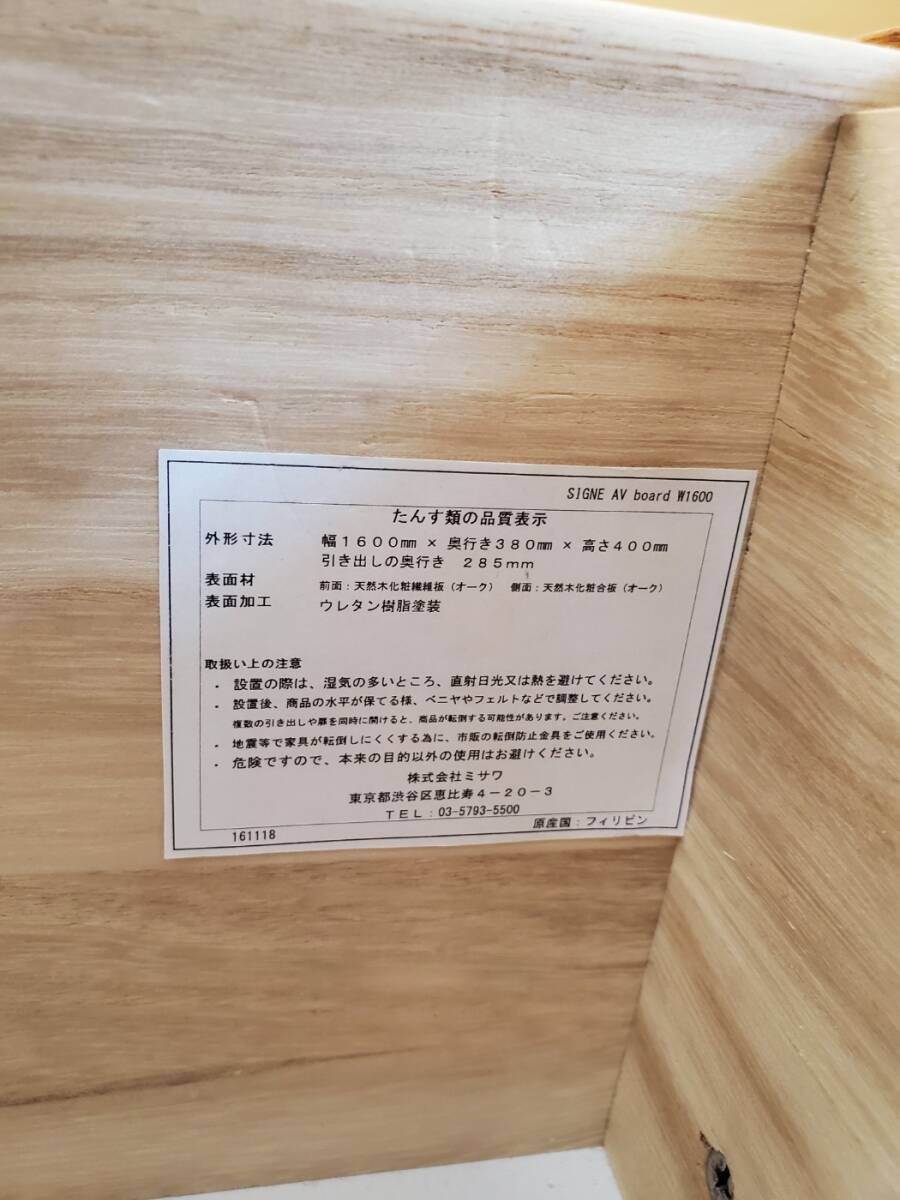 SIGNE AV board W1600
たんす類の品質表示
外形寸法 幅1600mm × 奥行き380mm × 高さ400mm
引き出しの奥行き 285mm
表面材 前面：天然木化粧繊維板（オーク） 側面：天然木化粧合板（オーク）
表面加工 ウレタン樹脂塗装
取扱い上の注意
・ 設置の際は、湿気の多いところ、直射日光又は熱を避けてください。
・ 設置後、商品の水平が保てる様、ベニヤやフェルトなどで調整してください。
複数の引き出しや扉を同時に開けると、商品が転倒する可能性があります。ご注意ください。
・ 地震等で家具が転倒しにくくする為に、市販の転倒防止金具をご使用ください。
・ 危険ですので、本来の目的以外の使用はお避けください。
株式会社ミサワ
東京都渋谷区恵比寿4-20-3
TEL：03-5793-5500
161118 原産国：フィリピン